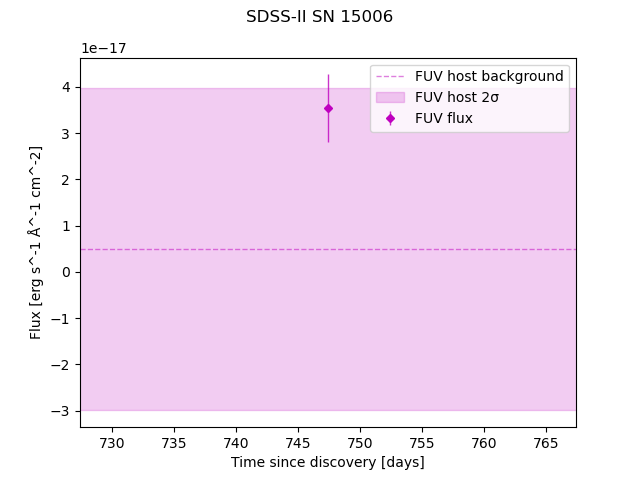 SDSS-II SN 15006
1e−17
FUV host background
FUV host 2σ
FUV flux
4
3
2
1
0
−1
−2
−3
Flux [erg s^-1 Å^-1 cm^-2]
730 735 740 745 750 755 760 765
Time since discovery [days]